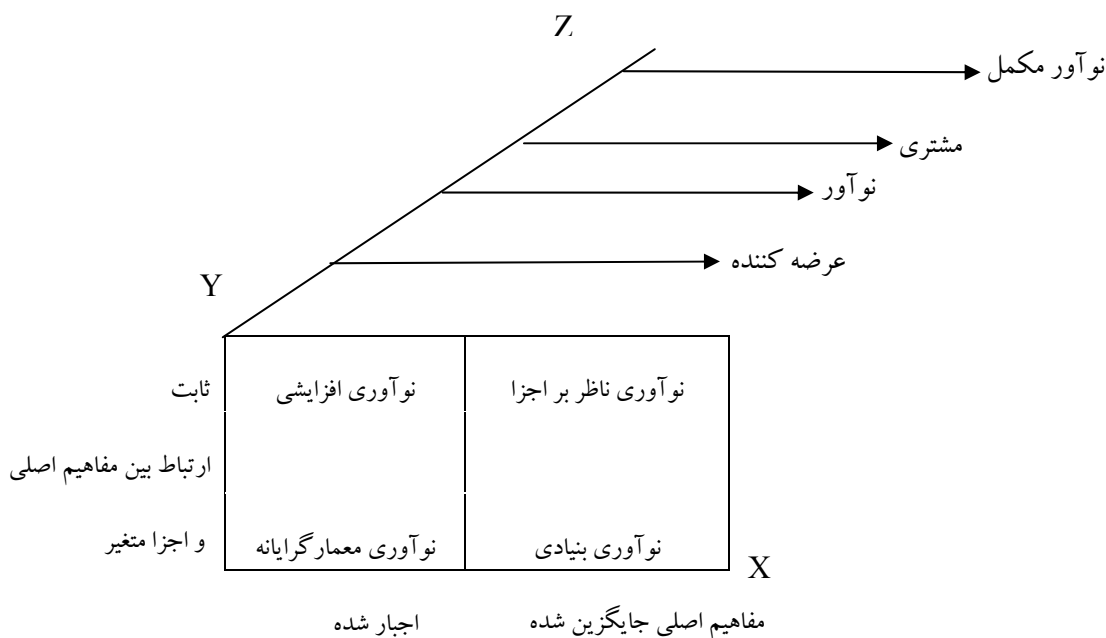 Z
نوآور مکمل
مشتری
نوآور
عرضه کننده
Y
ثابت
نوآوری افزایشی
نوآوری ناظر بر اجزا
ارتباط بین مفاهیم اصلی
و اجزا متغیر
نوآوری معمارگرایانه
نوآوری بنیادی
X
مفاهیم اصلی جایگزین شده
اجبار شده